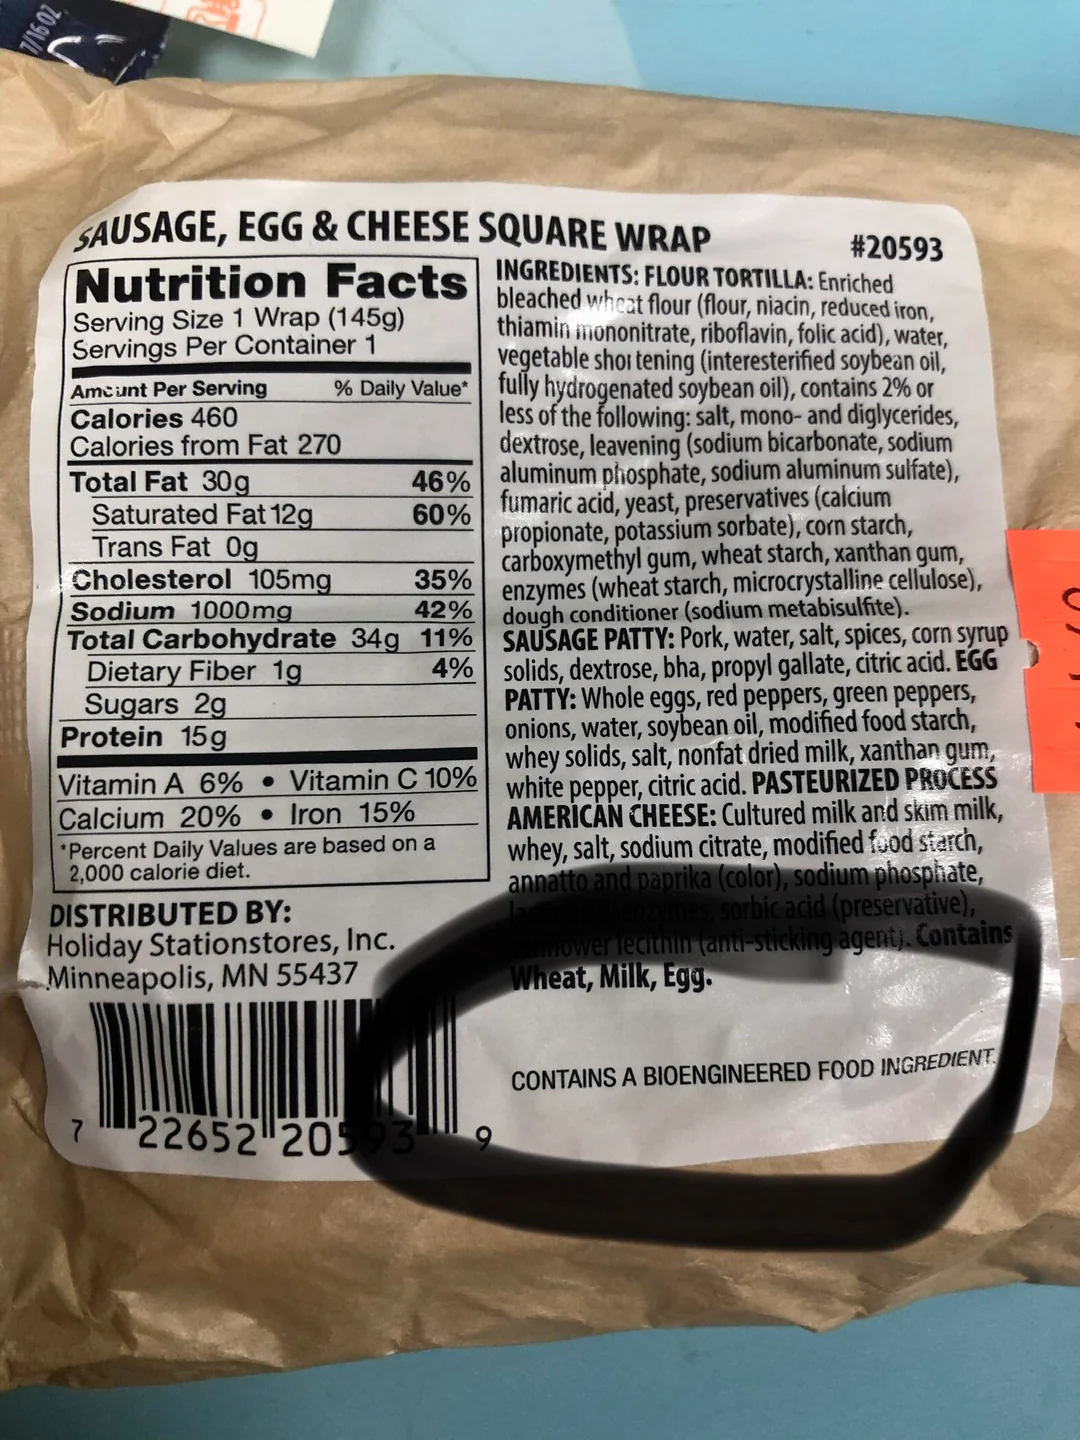 7/16 OZ
SAUSAGE, EGG & CHEESE SQUARE WRAP
#20593
Nutrition Facts
Serving Size 1 Wrap (145g)
Servings Per Container 1
Amount Per Serving % Daily Value*
Calories 460
Calories from Fat 270
Total Fat 30g 46%
Saturated Fat 12g 60%
Trans Fat 0g
Cholesterol 105mg 35%
Sodium 1000mg 42%
Total Carbohydrate 34g 11%
Dietary Fiber 1g 4%
Sugars 2g
Protein 15g
Vitamin A 6% • Vitamin C 10%
Calcium 20% • Iron 15%
*Percent Daily Values are based on a
2,000 calorie diet.
DISTRIBUTED BY:
Holiday Stationstores, Inc.
Minneapolis, MN 55437
7 22652 20593 9
INGREDIENTS: FLOUR TORTILLA: Enriched
bleached wheat flour (flour, niacin, reduced iron,
thiamin mononitrate, riboflavin, folic acid), water,
vegetable shortening (interesterified soybean oil,
fully hydrogenated soybean oil), contains 2% or
less of the following: salt, mono- and diglycerides,
dextrose, leavening (sodium bicarbonate, sodium
aluminum phosphate, sodium aluminum sulfate),
fumaric acid, yeast, preservatives (calcium
propionate, potassium sorbate), corn starch,
carboxymethyl gum, wheat starch, xanthan gum,
enzymes (wheat starch, microcrystalline cellulose),
dough conditioner (sodium metabisulfite).
SAUSAGE PATTY: Pork, water, salt, spices, corn syrup
solids, dextrose, bha, propyl gallate, citric acid. EGG
PATTY: Whole eggs, red peppers, green peppers,
onions, water, soybean oil, modified food starch,
whey solids, salt, nonfat dried milk, xanthan gum,
white pepper, citric acid. PASTEURIZED PROCESS
AMERICAN CHEESE: Cultured milk and skim milk,
whey, salt, sodium citrate, modified food starch,
annatto and paprika (color), sodium phosphate,
enzymes, sorbic acid (preservative),
lecithin (anti-sticking agent). Contains
Wheat, Milk, Egg.
CONTAINS A BIOENGINEERED FOOD INGREDIENT.